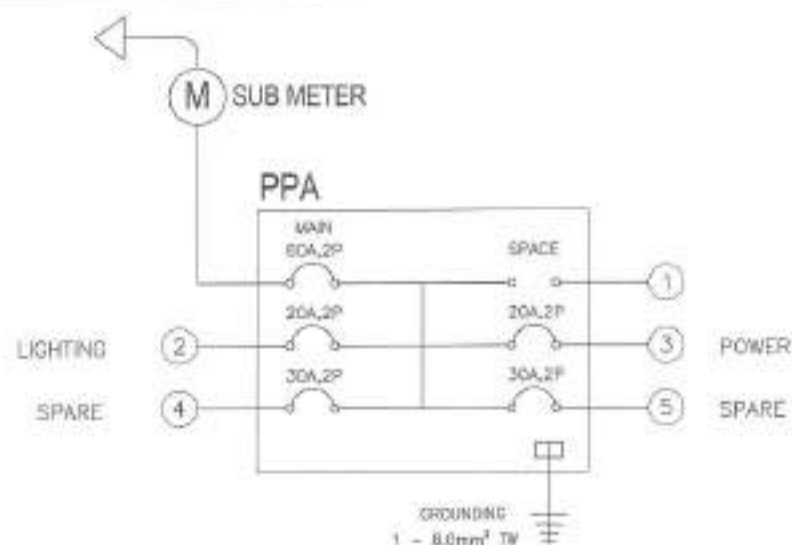 M SUB METER
PPA
MAIN
60A,2P
SPACE
1
20A,2P
20A,2P
LIGHTING 2
3 POWER
30A,2P
30A,2P
SPARE 4
5 SPARE
GROUNDING
1 - 8.0mm² TW